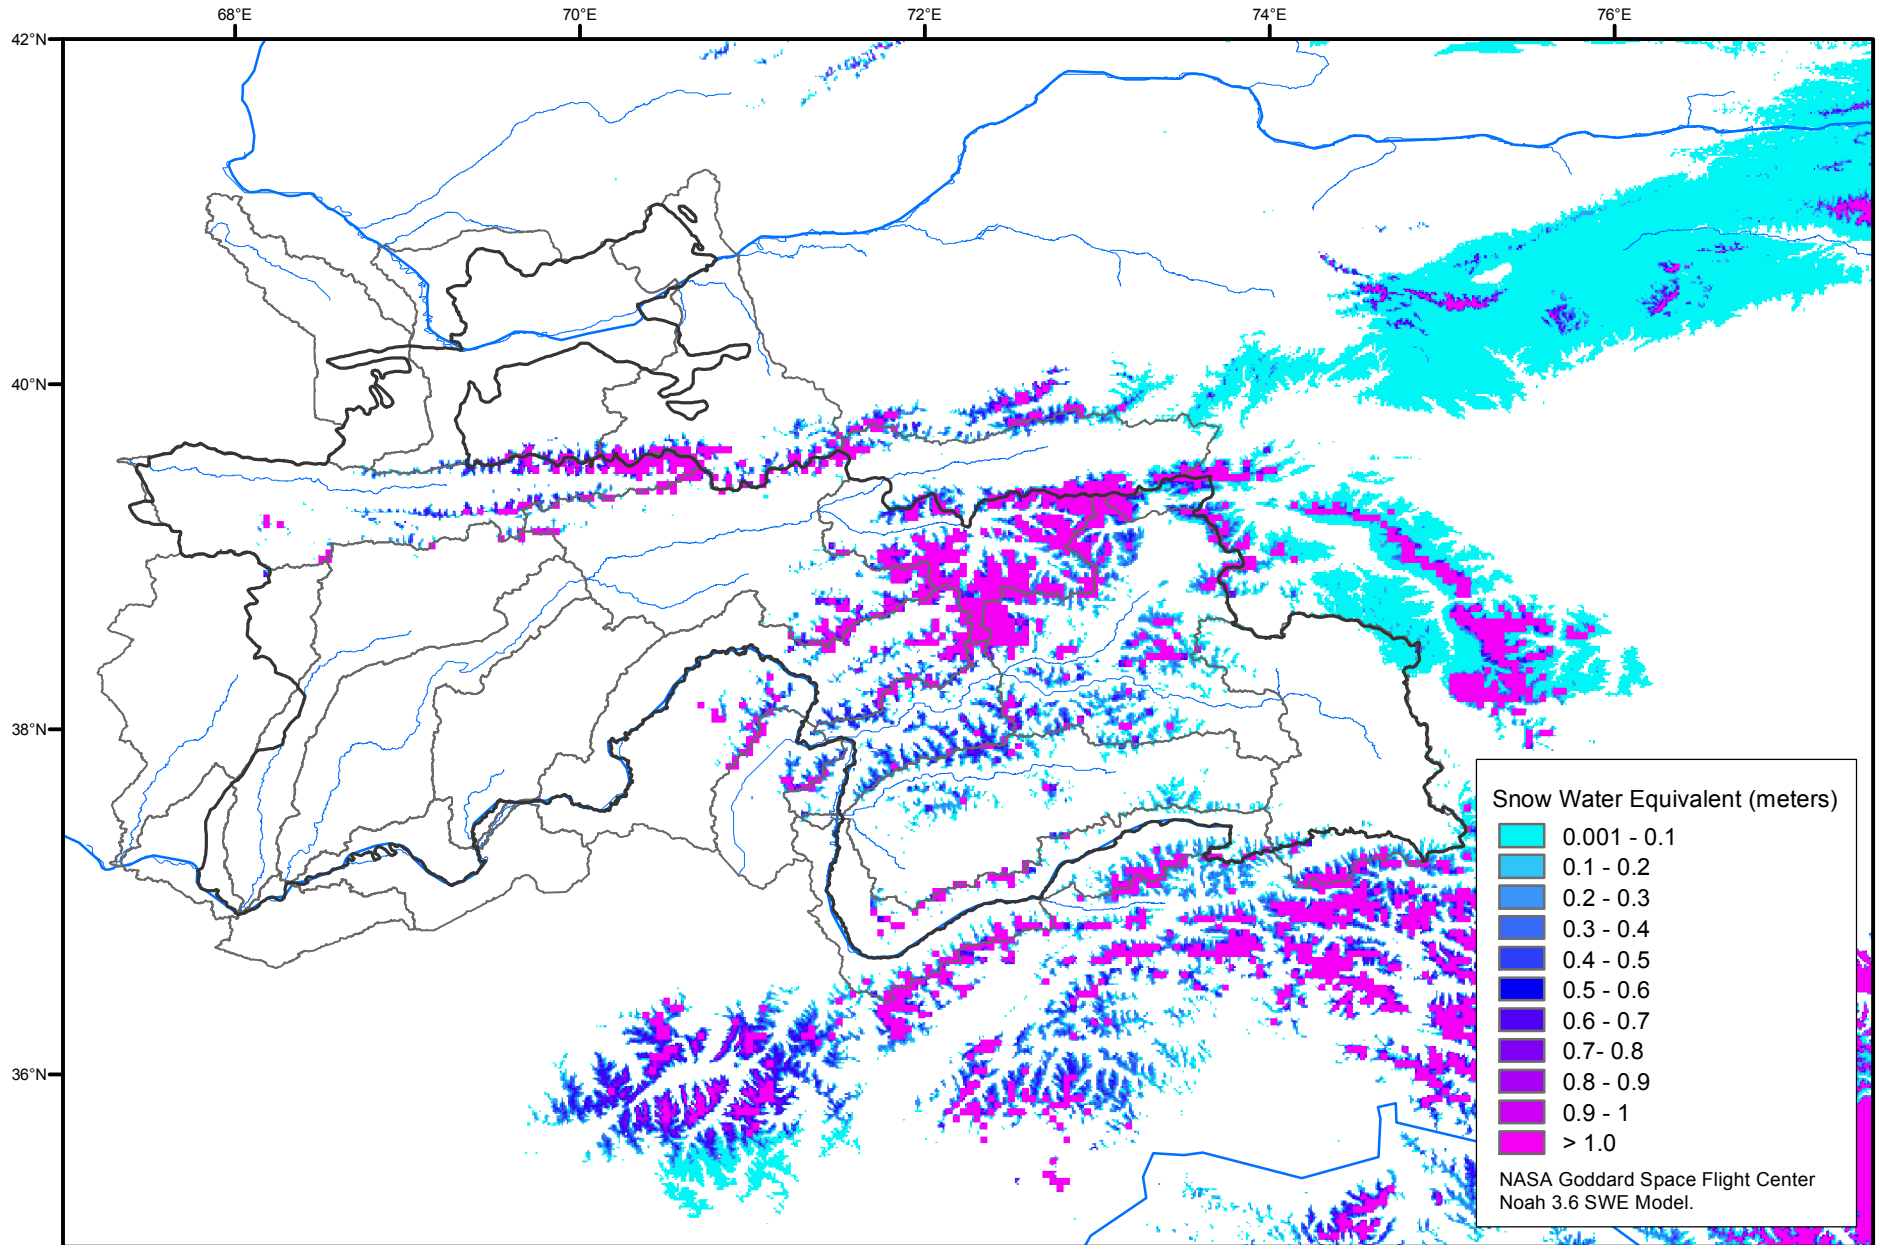 68°E 70°E 72°E 74°E 76°E
42°N
40°N
38°N
36°N
Snow Water Equivalent (meters)
0.001 - 0.1
0.1 - 0.2
0.2 - 0.3
0.3 - 0.4
0.4 - 0.5
0.5 - 0.6
0.6 - 0.7
0.7- 0.8
0.8 - 0.9
0.9 - 1
> 1.0
NASA Goddard Space Flight Center
Noah 3.6 SWE Model.